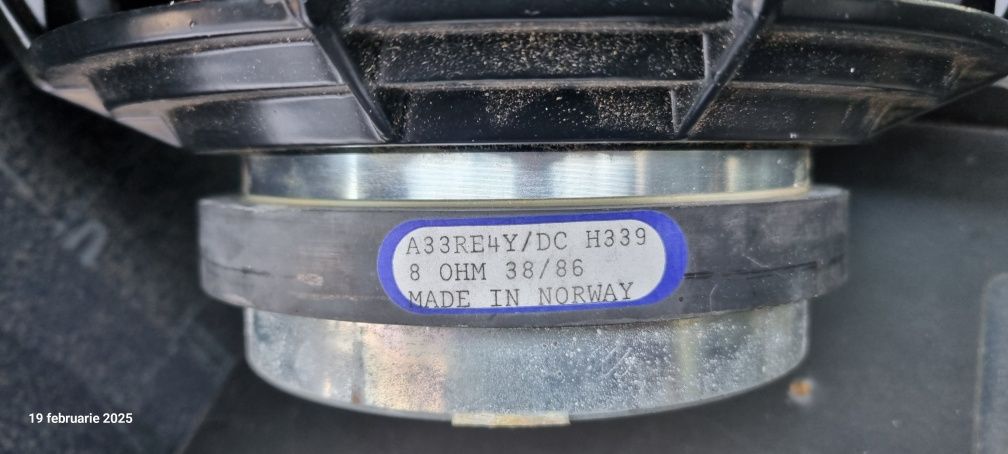 A33RE4Y/DC H339
8 OHM 38/86
MADE IN NORWAY
19 februarie 2025